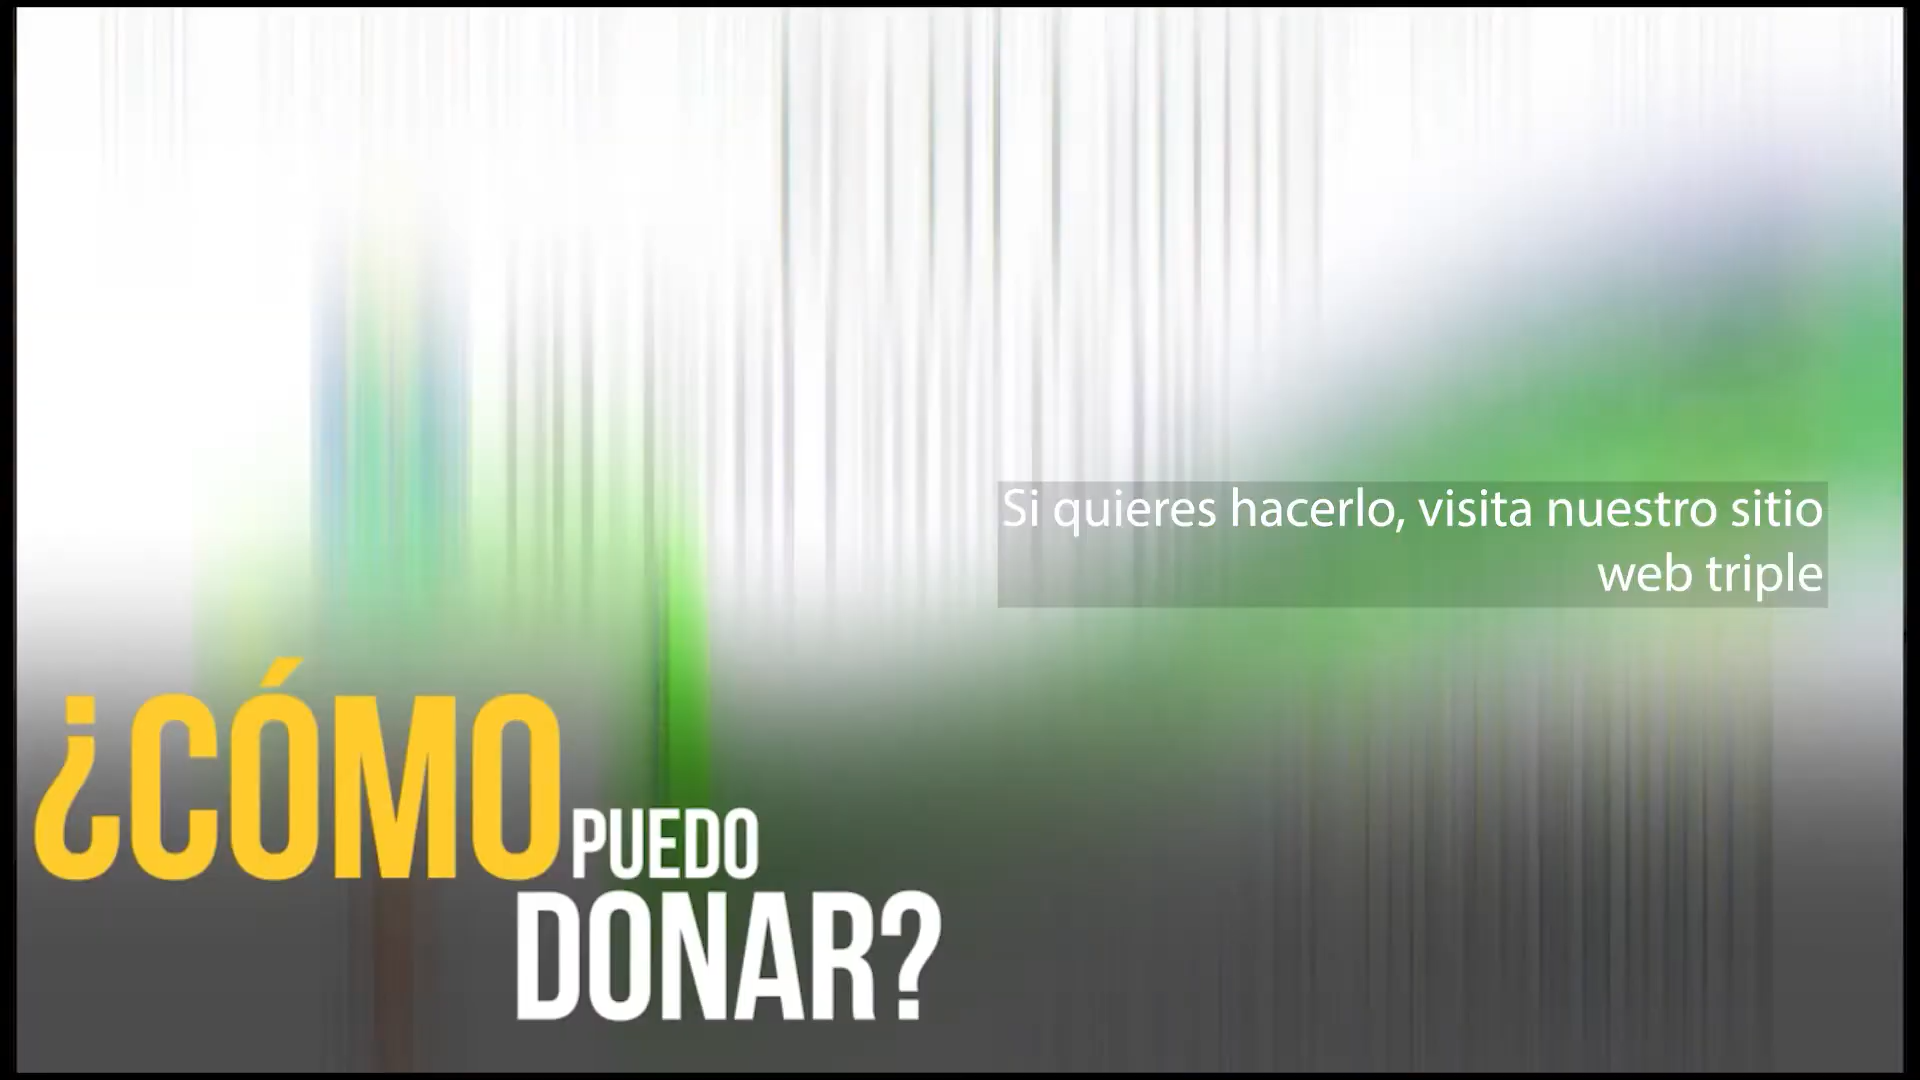 Si quieres hacerlo, visita nuestro sitio
web triple
¿CÓMO
PUEDO
DONAR?